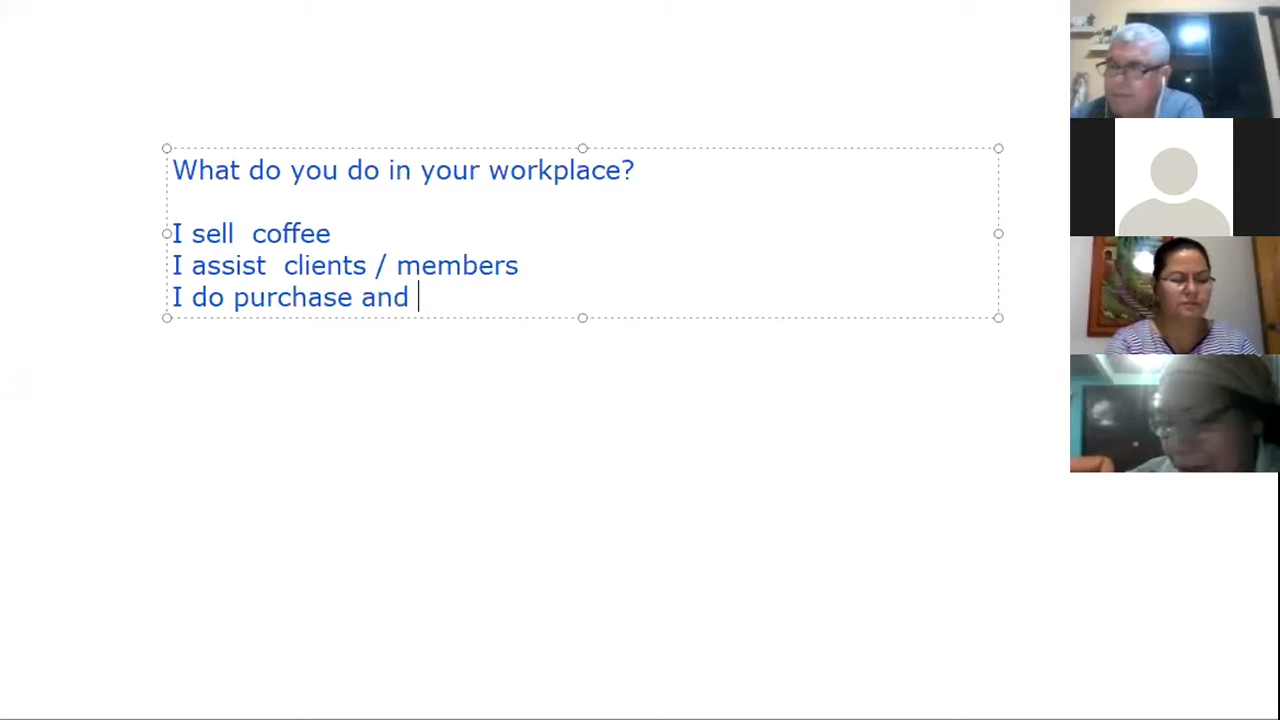 What do you do in your workplace?
I sell  coffee
I assist  clients / members
I do purchase and